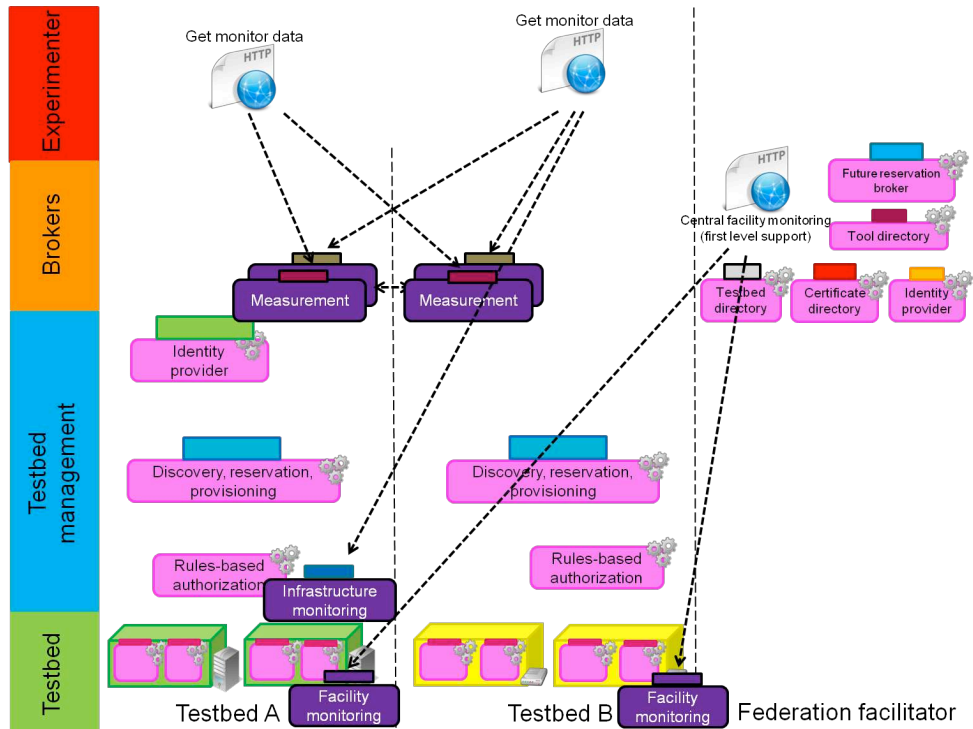 Experimenter
Get monitor data
HTTP
Get monitor data
HTTP
Brokers
HTTP
Central facility monitoring
(first level support)
Future reservation
broker
Tool directory
Measurement
Measurement
Testbed
directory
Certificate
directory
Identity
provider
Testbed
management
Identity
provider
Discovery, reservation,
provisioning
Discovery, reservation,
provisioning
Rules-based
authorization
Infrastructure
monitoring
Rules-based
authorization
Testbed
Facility
monitoring
Facility
monitoring
Testbed A
Testbed B
Federation facilitator